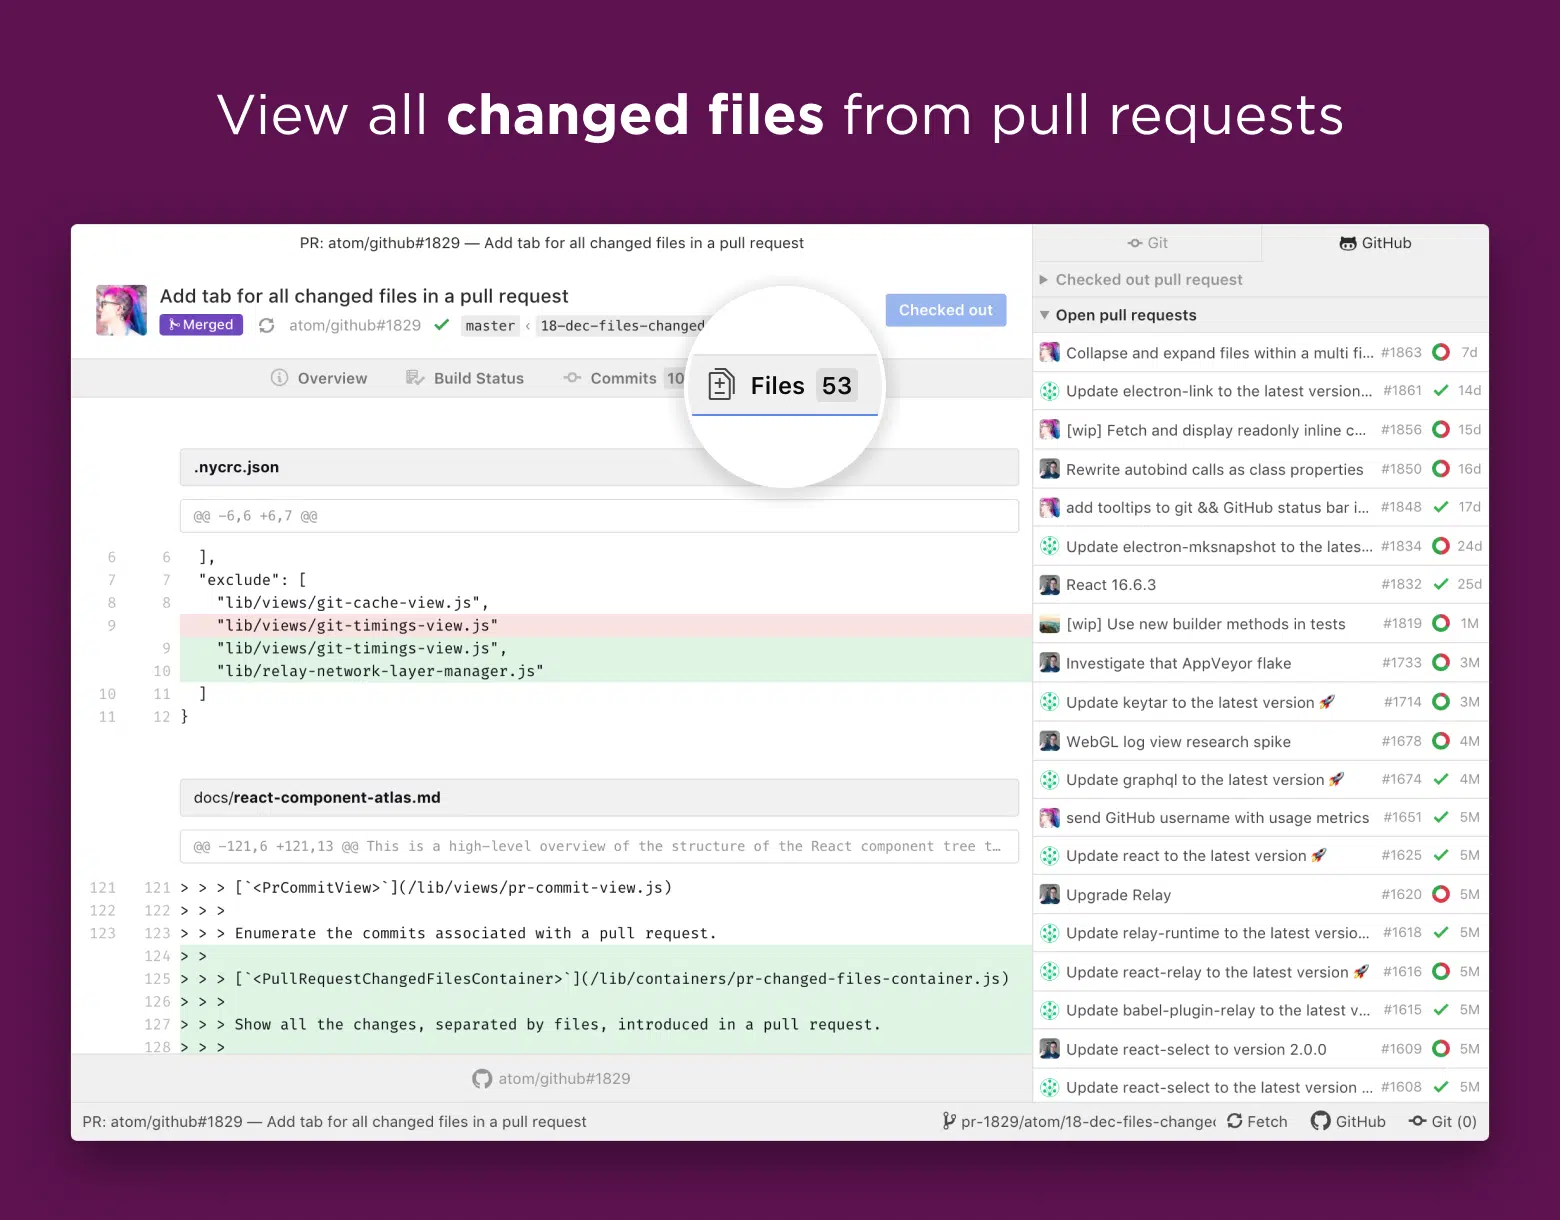 View all changed files from pull requests
PR: atom/github#1829 — Add tab for all changed files in a pull request
Add tab for all changed files in a pull request
Merged
atom/github#1829
master ‹ 18-dec-files-changed
Checked out
Overview
Build Status
Commits 10
Files 53
.nycrc.json
@@ -6,6 +6,7 @@
6 6 ],
7 7 "exclude": [
8 8 "lib/views/git-cache-view.js",
9 "lib/views/git-timings-view.js"
9 "lib/views/git-timings-view.js",
10 "lib/relay-network-layer-manager.js"
10 11 ]
11 12 }
docs/react-component-atlas.md
@@ -121,6 +121,13 @@ This is a high-level overview of the structure of the React component tree t…
121 121 > > > [`<PrCommitView>`](/lib/views/pr-commit-view.js)
122 122 > > >
123 123 > > > Enumerate the commits associated with a pull request.
124 > >
125 > > > [`<PullRequestChangedFilesContainer>`](/lib/containers/pr-changed-files-container.js)
126 > > >
127 > > > Show all the changes, separated by files, introduced in a pull request.
128 > > >
atom/github#1829
Git
GitHub
Checked out pull request
Open pull requests
Collapse and expand files within a multi fi... #1863 7d
Update electron-link to the latest version... #1861 14d
[wip] Fetch and display readonly inline c... #1856 15d
Rewrite autobind calls as class properties #1850 16d
add tooltips to git && GitHub status bar i... #1848 17d
Update electron-mksnapshot to the lates... #1834 24d
React 16.6.3 #1832 25d
[wip] Use new builder methods in tests #1819 1M
Investigate that AppVeyor flake #1733 3M
Update keytar to the latest version 🚀 #1714 3M
WebGL log view research spike #1678 4M
Update graphql to the latest version 🚀 #1674 4M
send GitHub username with usage metrics #1651 5M
Update react to the latest version 🚀 #1625 5M
Upgrade Relay #1620 5M
Update relay-runtime to the latest versio... #1618 5M
Update react-relay to the latest version 🚀 #1616 5M
Update babel-plugin-relay to the latest v... #1615 5M
Update react-select to version 2.0.0 #1609 5M
Update react-select to the latest version ... #1608 5M
PR: atom/github#1829 — Add tab for all changed files in a pull request
pr-1829/atom/18-dec-files-change
Fetch
GitHub
Git (0)